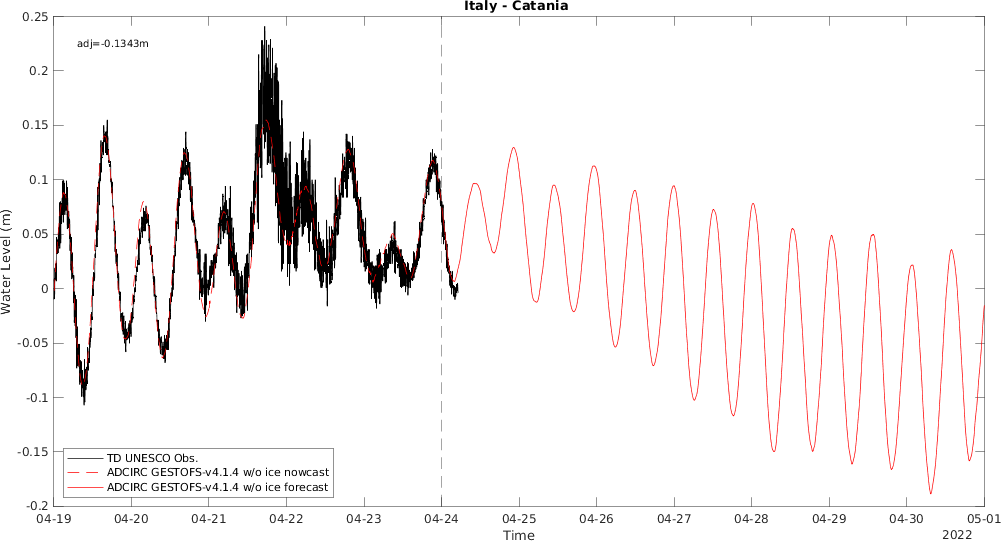 Italy - Catania
adj=-0.1343m
0.25
0.2
0.15
0.1
0.05
0
-0.05
-0.1
-0.15
-0.2
Water Level (m)
TD UNESCO Obs.
ADCIRC GESTOFS-v4.1.4 w/o ice nowcast
ADCIRC GESTOFS-v4.1.4 w/o ice forecast
04-19 04-20 04-21 04-22 04-23 04-24 04-25 04-26 04-27 04-28 04-29 04-30 05-01
Time
2022